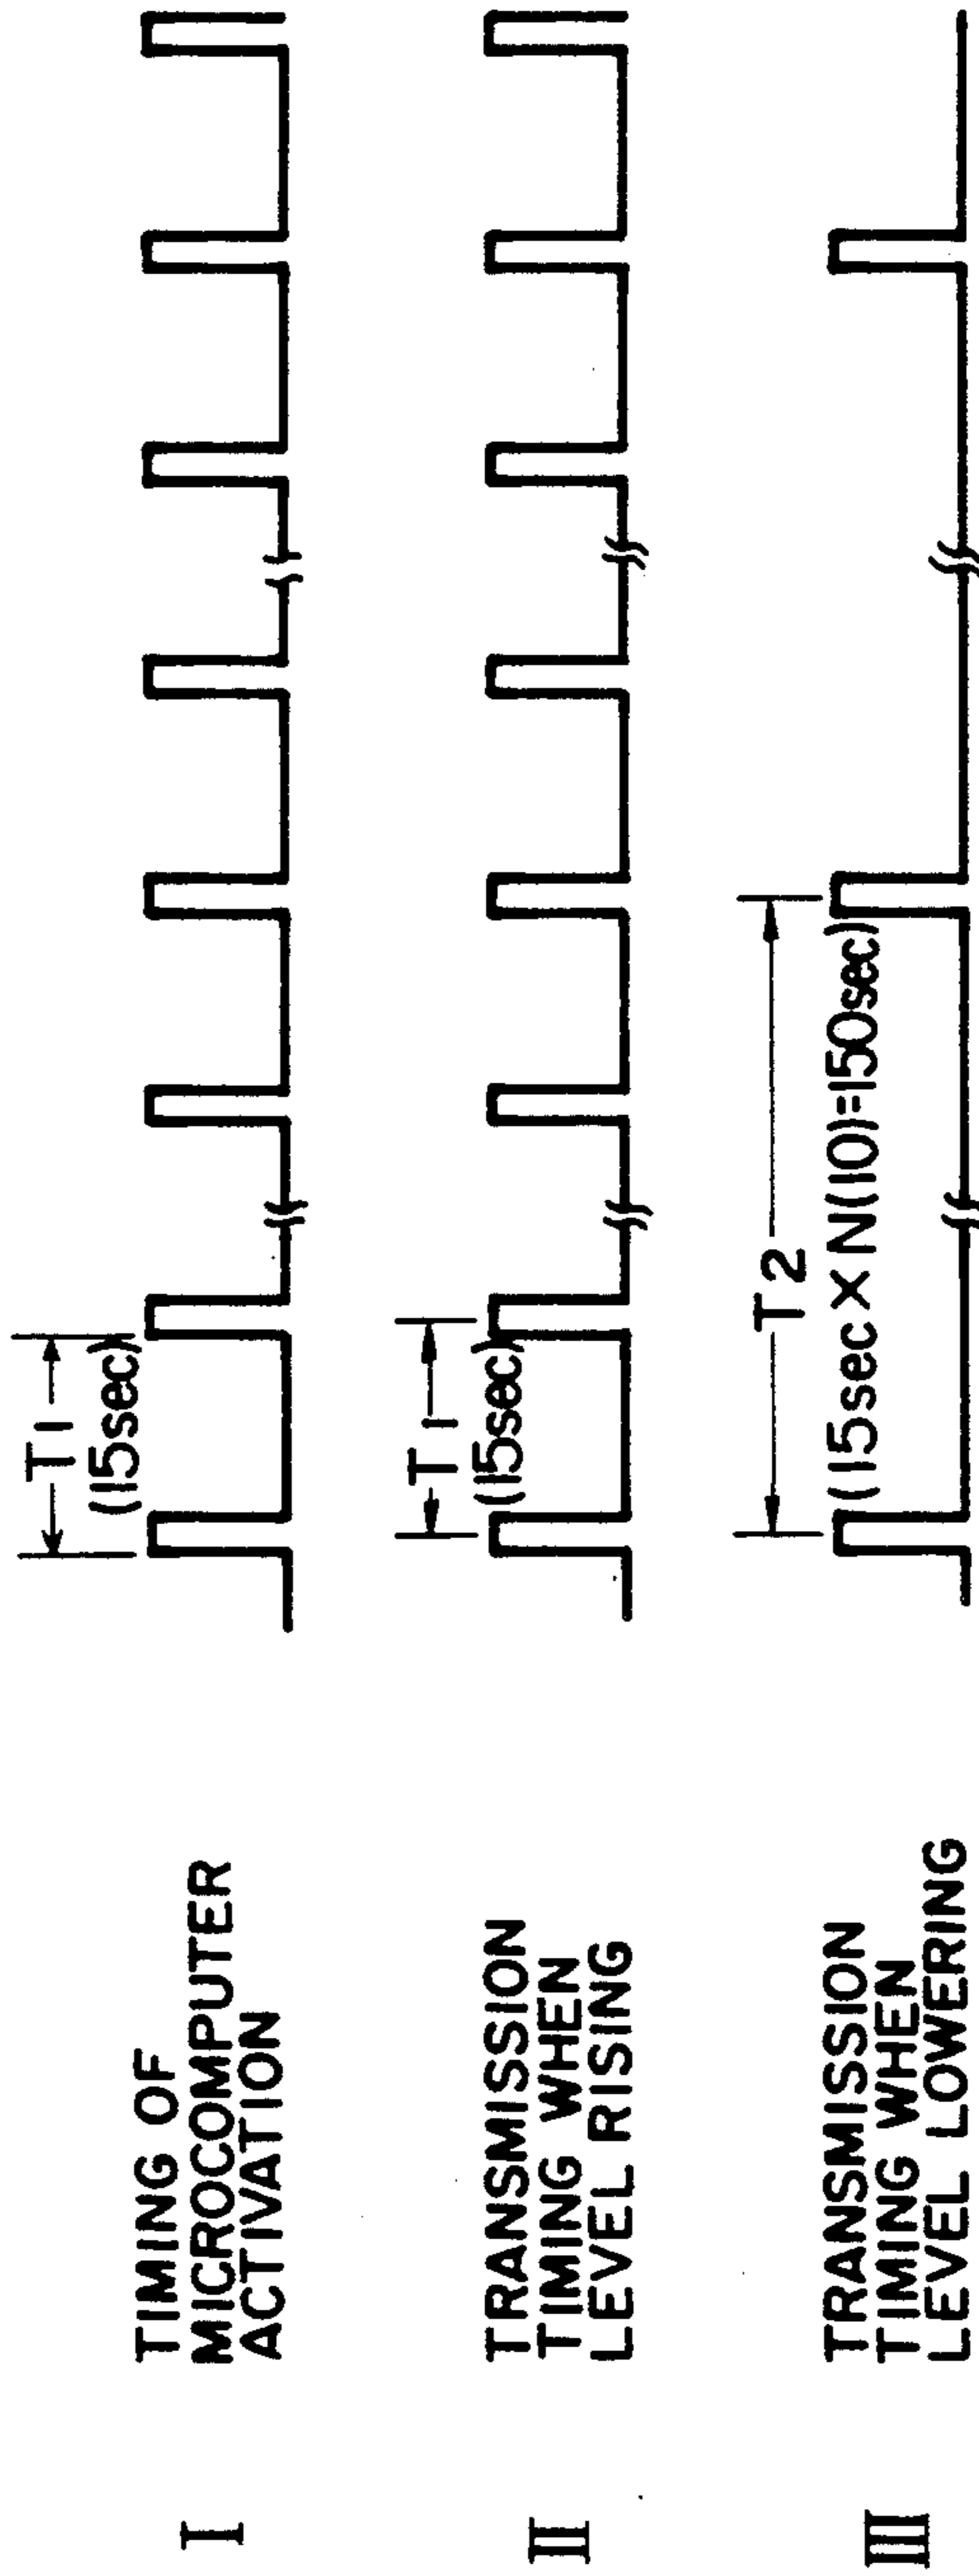 I
TIMING OF
MICROCOMPUTER
ACTIVATION
T1
(15sec)
II
TRANSMISSION
TIMING WHEN
LEVEL RISING
T1
(15sec)
III
TRANSMISSION
TIMING WHEN
LEVEL LOWERING
T2
(15sec×N(10)=150sec)